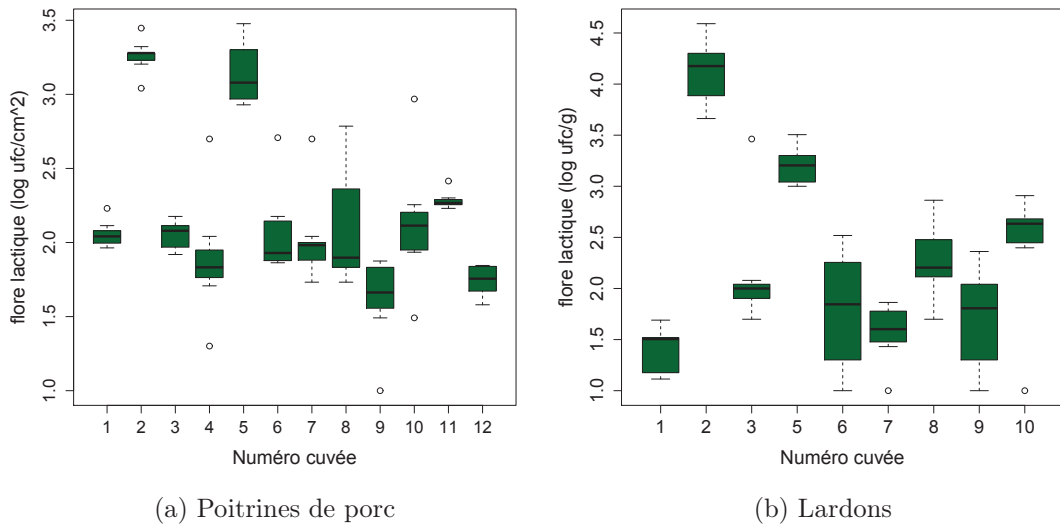 flore lactique (log ufc/cm^2)
3.5
3.0
2.5
2.0
1.5
1.0
1 2 3 4 5 6 7 8 9 10 11 12
Numéro cuvée
(a) Poitrines de porc
flore lactique (log ufc/g)
4.5
4.0
3.5
3.0
2.5
2.0
1.5
1.0
1 2 3 5 6 7 8 9 10
Numéro cuvée
(b) Lardons